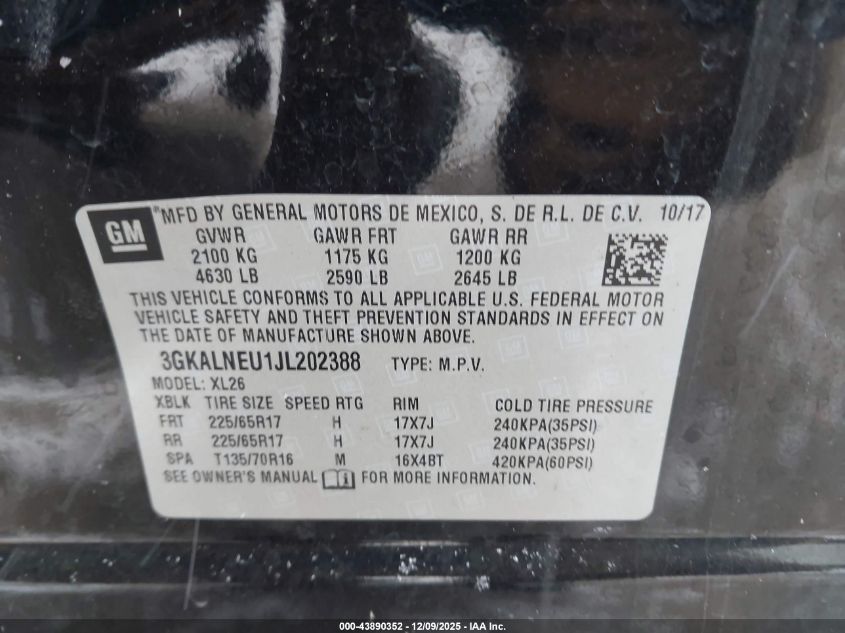 GM
MFD BY GENERAL MOTORS DE MEXICO, S. DE R.L. DE C.V. 10/17
GVWR GAWR FRT GAWR RR
2100 KG 1175 KG 1200 KG
4630 LB 2590 LB 2645 LB
THIS VEHICLE CONFORMS TO ALL APPLICABLE U.S. FEDERAL MOTOR
VEHICLE SAFETY AND THEFT PREVENTION STANDARDS IN EFFECT ON
THE DATE OF MANUFACTURE SHOWN ABOVE.
3GKALNEU1JL202388 TYPE: M.P.V.
MODEL: XL26
XBLK TIRE SIZE SPEED RTG RIM COLD TIRE PRESSURE
FRT 225/65R17 H 17X7J 240KPA(35PSI)
RR 225/65R17 H 17X7J 240KPA(35PSI)
SPA T135/70R16 M 16X4BT 420KPA(60PSI)
SEE OWNER'S MANUAL FOR MORE INFORMATION.
000-43890352 - 12/09/2025 - IAA Inc.